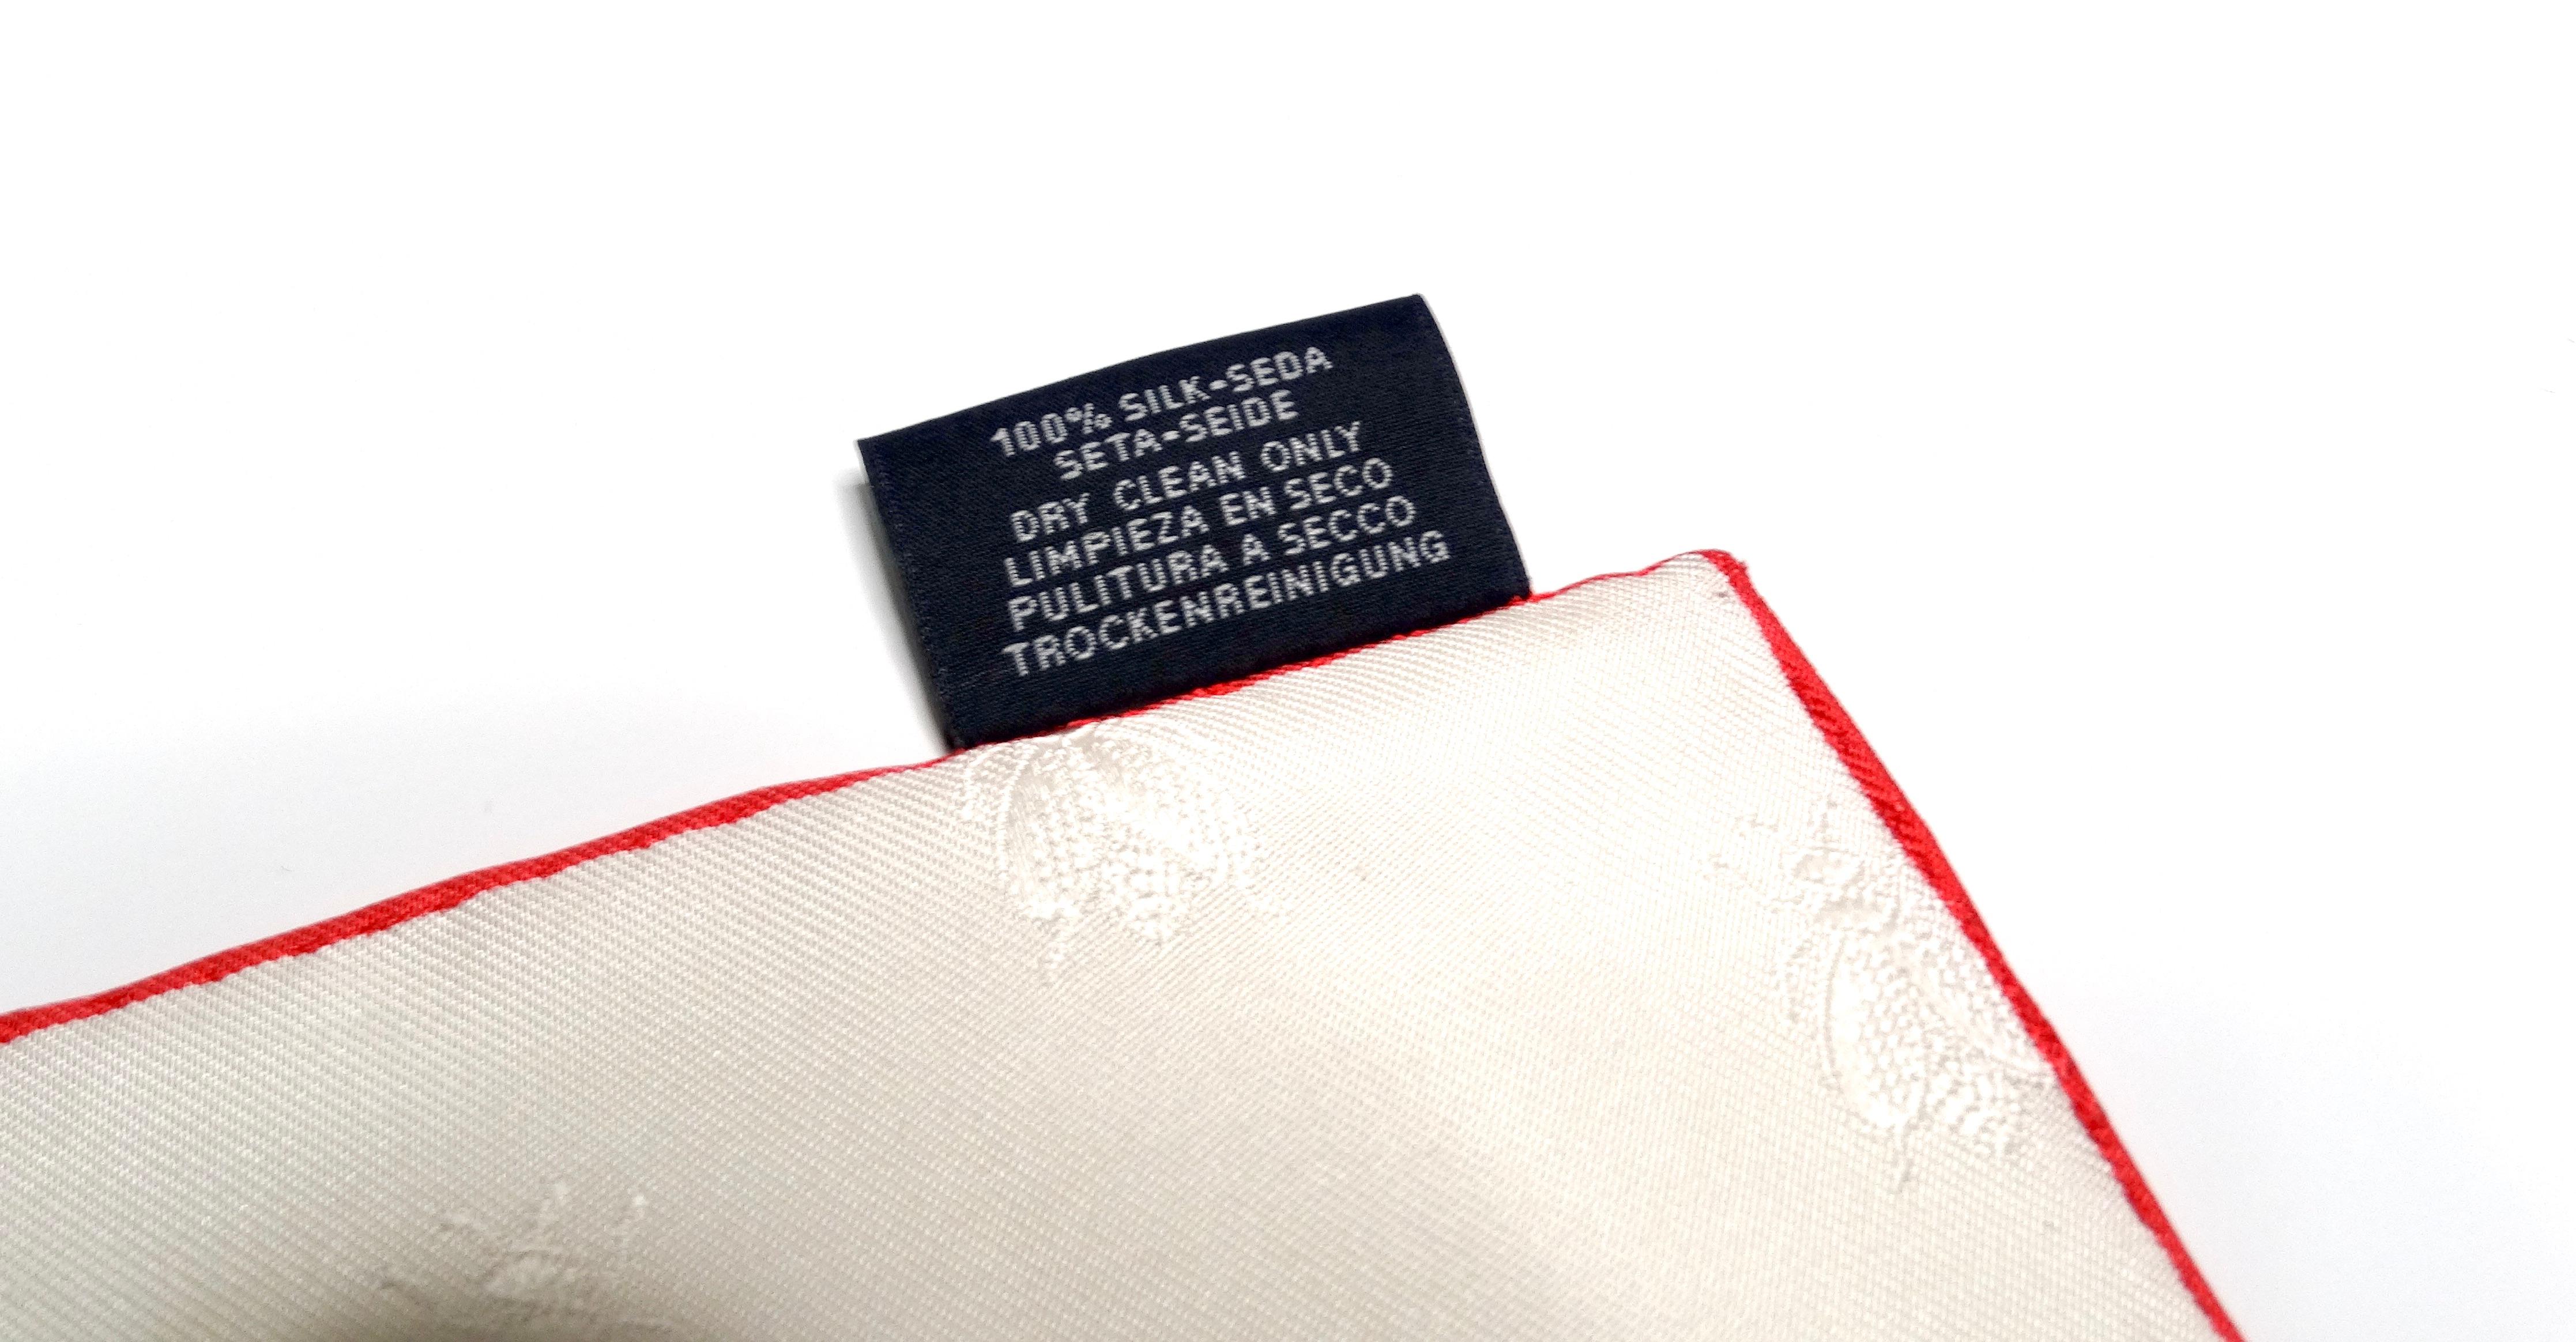 100% SILK-SEDA
SETA-SEIDE
DRY CLEAN ONLY
LIMPIEZA EN SECO
PULITURA A SECCO
TROCKENREINIGUNG